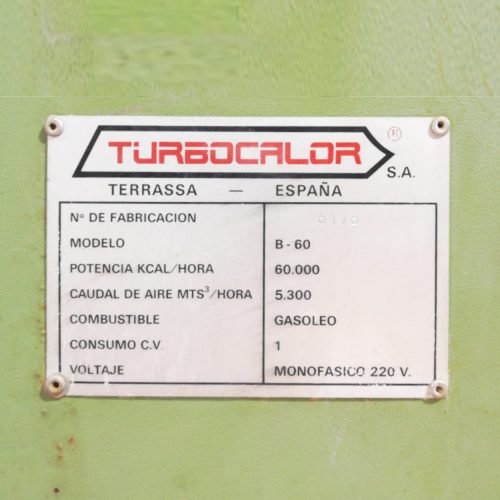 TURBOCALOR ®
S.A.
TERRASSA — ESPAÑA
Nº DE FABRICACION
MODELO B-60
POTENCIA KCAL/HORA 60.000
CAUDAL DE AIRE MTS³/HORA 5.300
COMBUSTIBLE GASOLEO
CONSUMO C.V. 1
VOLTAJE MONOFASICO 220 V.